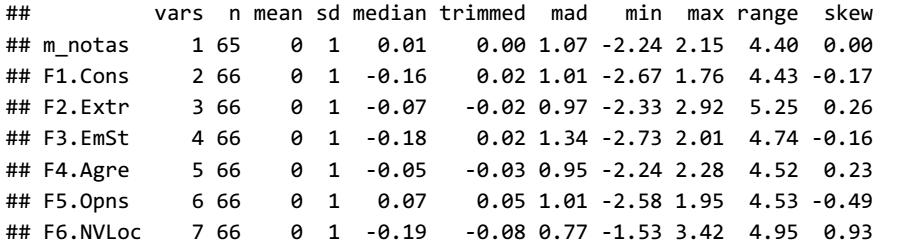 ##         vars  n mean sd median trimmed  mad   min  max range  skew
## m_notas    1 65    0  1   0.01    0.00 1.07 -2.24 2.15  4.40  0.00
## F1.Cons    2 66    0  1  -0.16    0.02 1.01 -2.67 1.76  4.43 -0.17
## F2.Extr    3 66    0  1  -0.07   -0.02 0.97 -2.33 2.92  5.25  0.26
## F3.EmSt    4 66    0  1  -0.18    0.02 1.34 -2.73 2.01  4.74 -0.16
## F4.Agre    5 66    0  1  -0.05   -0.03 0.95 -2.24 2.28  4.52  0.23
## F5.Opns    6 66    0  1   0.07    0.05 1.01 -2.58 1.95  4.53 -0.49
## F6.NVLoc   7 66    0  1  -0.19   -0.08 0.77 -1.53 3.42  4.95  0.93